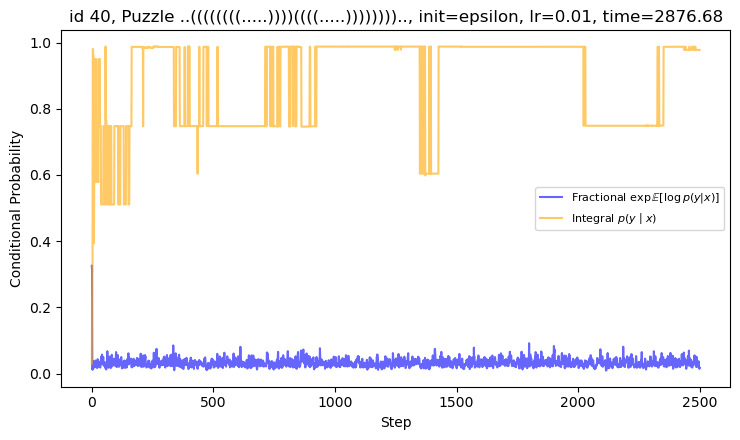 id 40, Puzzle ..((((((((.....))))((((.....)))))))).., init=epsilon, lr=0.01, time=2876.68
1.0
0.8
0.6
0.4
0.2
0.0
Conditional Probability
Fractional exp𝔼[log p(y|x)]
Integral p(y | x)
0
500
1000
1500
2000
2500
Step